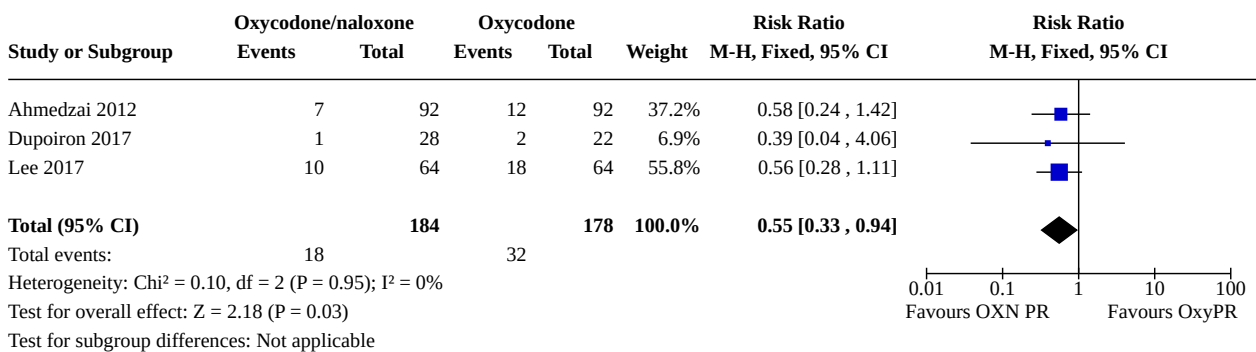 Oxycodone/naloxone Oxycodone Risk Ratio Risk Ratio
Study or Subgroup Events Total Events Total Weight M-H, Fixed, 95% CI M-H, Fixed, 95% CI
Ahmedzai 2012 7 92 12 92 37.2% 0.58 [0.24 , 1.42]
Dupoiron 2017 1 28 2 22 6.9% 0.39 [0.04 , 4.06]
Lee 2017 10 64 18 64 55.8% 0.56 [0.28 , 1.11]
Total (95% CI) 184 178 100.0% 0.55 [0.33 , 0.94]
Total events: 18 32
Heterogeneity: Chi² = 0.10, df = 2 (P = 0.95); I² = 0%
0.01 0.1 1 10 100
Test for overall effect: Z = 2.18 (P = 0.03) Favours OXN PR Favours OxyPR
Test for subgroup differences: Not applicable